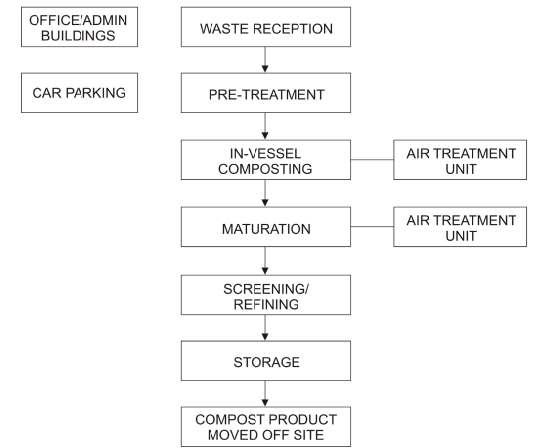 OFFICE/ADMIN
BUILDINGS
WASTE RECEPTION
CAR PARKING
PRE-TREATMENT
IN-VESSEL
COMPOSTING
AIR TREATMENT
UNIT
MATURATION
AIR TREATMENT
UNIT
SCREENING/
REFINING
STORAGE
COMPOST PRODUCT
MOVED OFF SITE